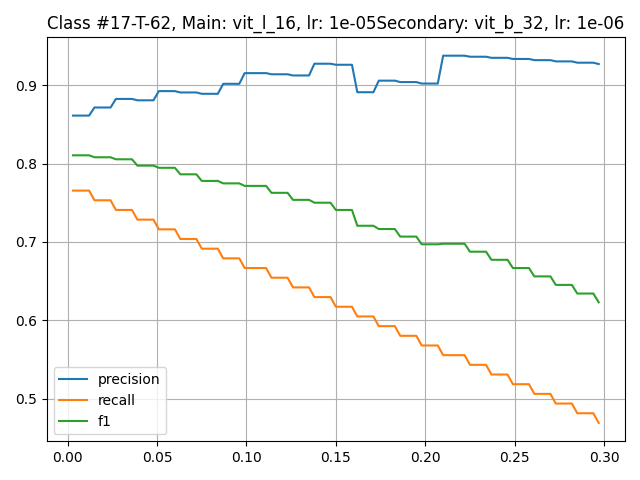 Class #17-T-62, Main: vit_l_16, lr: 1e-05Secondary: vit_b_32, lr: 1e-06
0.9
0.8
0.7
0.6
0.5
precision
recall
f1
0.00 0.05 0.10 0.15 0.20 0.25 0.30